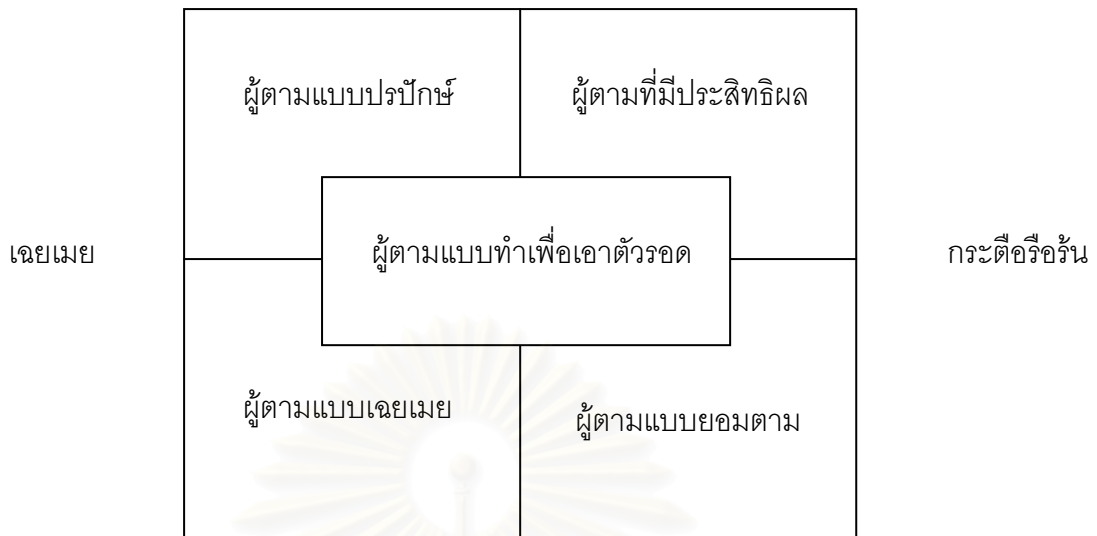 ผู้ตามแบบปรปักษ์ ผู้ตามที่มีประสิทธิผล
เฉยเมย ผู้ตามแบบทำเพื่อเอาตัวรอด กระตือรือร้น
ผู้ตามแบบเฉยเมย ผู้ตามแบบยอมตาม